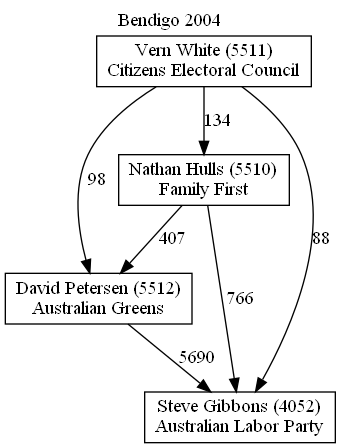 Bendigo 2004
Vern White (5511)
Citizens Electoral Council
134
Nathan Hulls (5510)
Family First
98
407
88
766
David Petersen (5512)
Australian Greens
5690
Steve Gibbons (4052)
Australian Labor Party